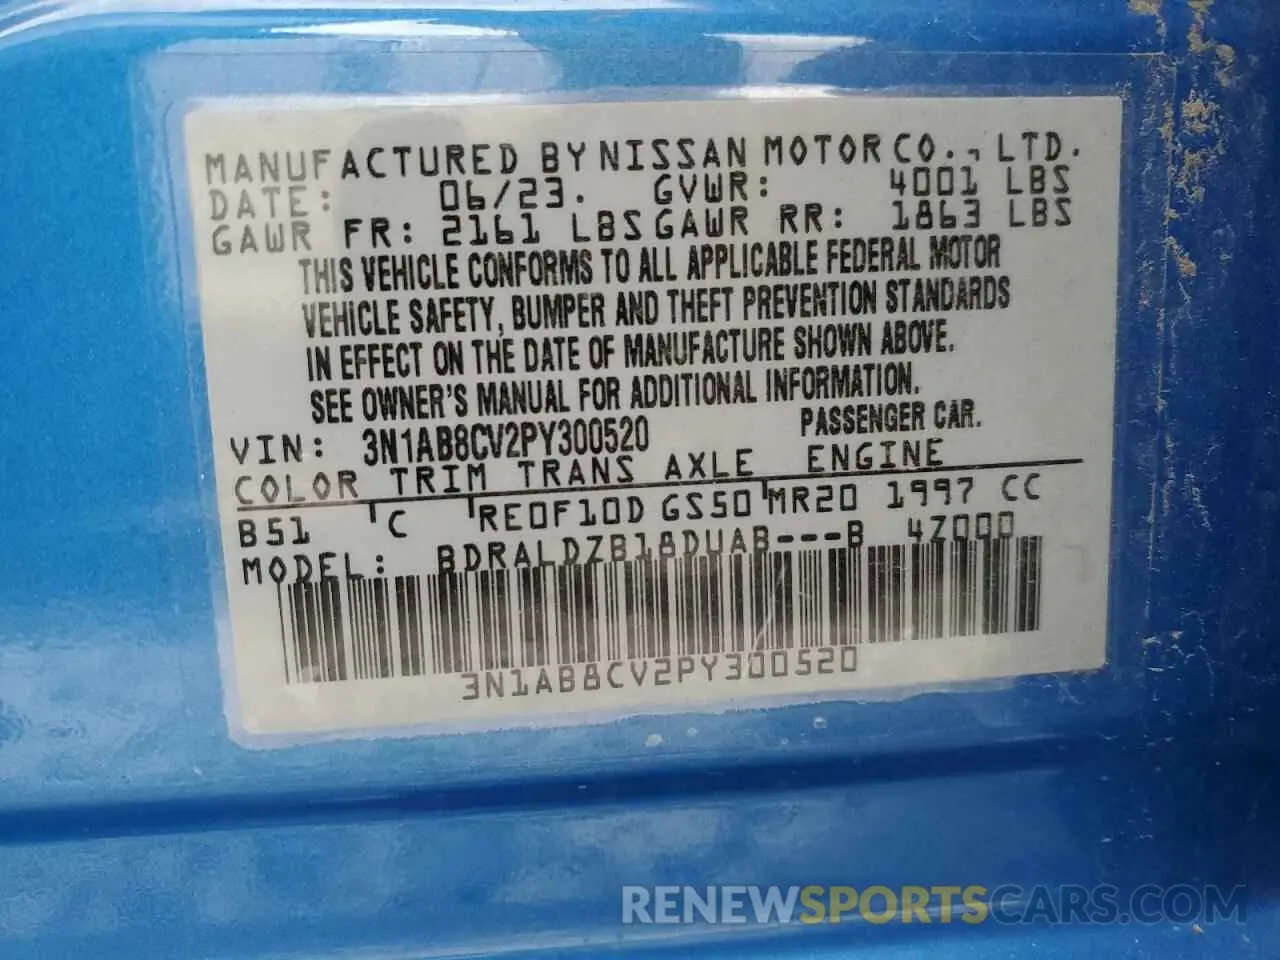 MANUFACTURED BY NISSAN MOTOR CO., LTD.
DATE: 06/23. GVWR: 4001 LBS
GAWR FR: 2161 LBS GAWR RR: 1863 LBS
THIS VEHICLE CONFORMS TO ALL APPLICABLE FEDERAL MOTOR
VEHICLE SAFETY, BUMPER AND THEFT PREVENTION STANDARDS
IN EFFECT ON THE DATE OF MANUFACTURE SHOWN ABOVE.
SEE OWNER'S MANUAL FOR ADDITIONAL INFORMATION.
VIN: 3N1AB8CV2PY300520 PASSENGER CAR.
COLOR TRIM TRANS AXLE ENGINE
B51 C RE0F10D GS50 MR20 1997 CC
MODEL: BDRALDZB18DUAB---B 4Z000
3N1AB8CV2PY300520
RENEWSPORTSCARS.COM